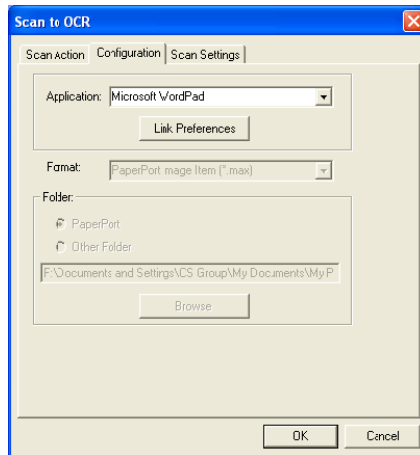 Scan to OCR
Scan Action Configuration Scan Settings
Application: Microsoft WordPad
Link Preferences
Format: PaperPort mage Item (*.max)
Folder:
PaperPort
Other Folder
F:\Documents and Settings\CS Group\My Documents\My P
Browse
OK Cancel